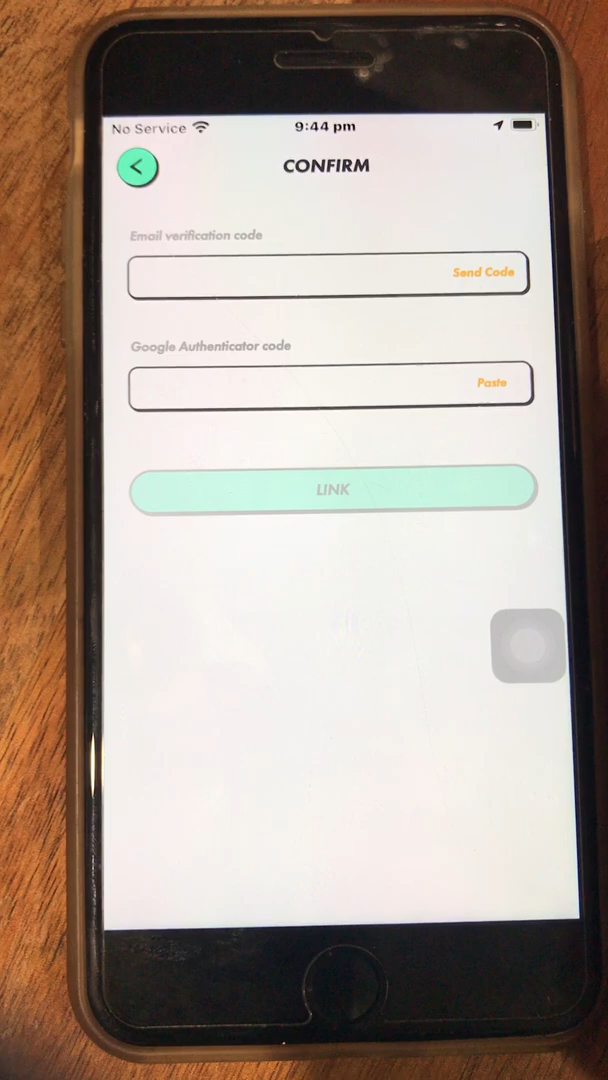 No Service
9:44 pm
CONFIRM
Email verification code
Send Code
Google Authenticator code
Paste
LINK